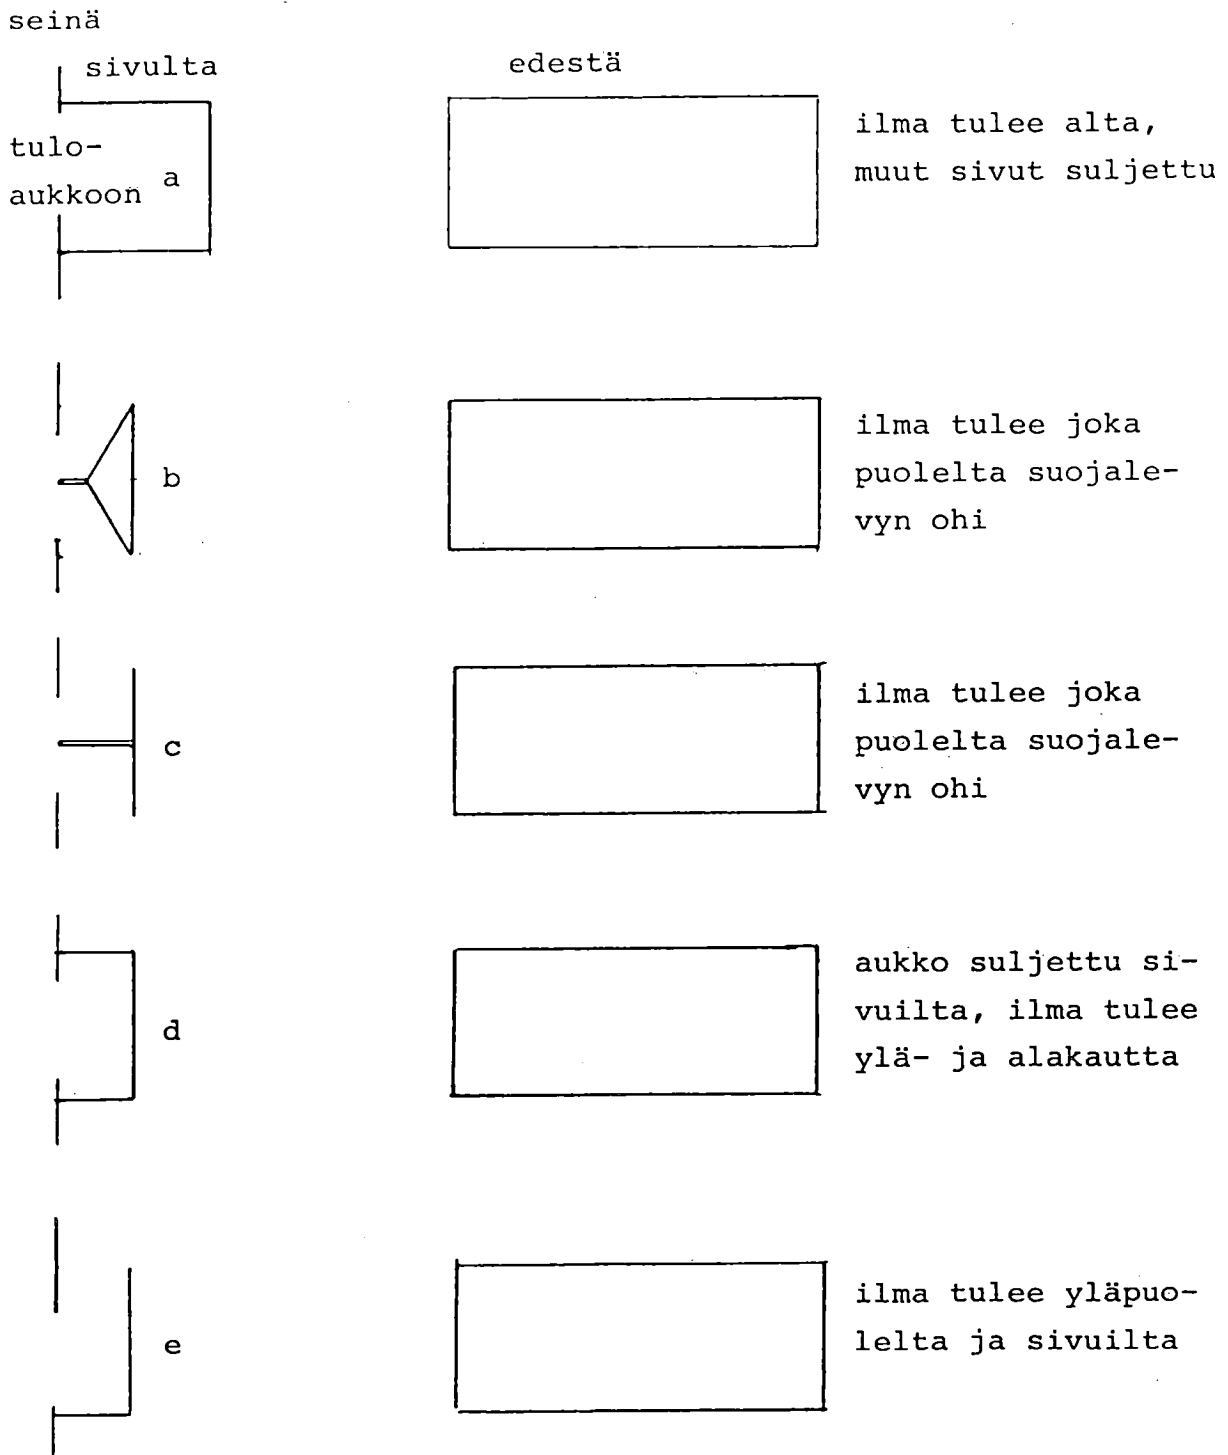 seinä
sivulta
edestä
tulo-
aukkoon
a
ilma tulee alta,
muut sivut suljettu
b
ilma tulee joka
puolelta suojale-
vyn ohi
c
ilma tulee joka
puolelta suojale-
vyn ohi
d
aukko suljettu si-
vuilta, ilma tulee
ylä- ja alakautta
e
ilma tulee yläpuo-
lelta ja sivuilta